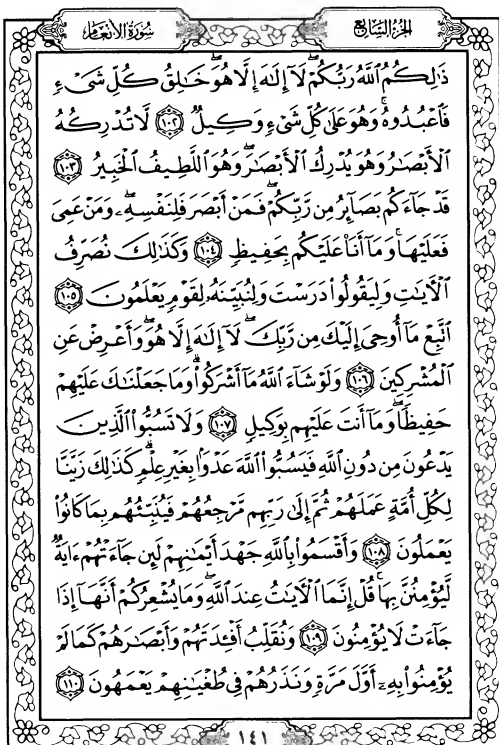 الجزء السابع
سورة الأنعام
ذَٰلِكُمُ ٱللَّهُ رَبُّكُمْ ۖ لَآ إِلَٰهَ إِلَّا هُوَ ۖ خَٰلِقُ كُلِّ شَىْءٍ
فَٱعْبُدُوهُ ۚ وَهُوَ عَلَىٰ كُلِّ شَىْءٍ وَكِيلٌ ١٠٢ لَّا تُدْرِكُهُ
ٱلْأَبْصَٰرُ وَهُوَ يُدْرِكُ ٱلْأَبْصَٰرَ ۖ وَهُوَ ٱللَّطِيفُ ٱلْخَبِيرُ ١٠٣
قَدْ جَآءَكُم بَصَآئِرُ مِن رَّبِّكُمْ ۖ فَمَنْ أَبْصَرَ فَلِنَفْسِهِۦ ۖ وَمَنْ عَمِىَ
فَعَلَيْهَا ۚ وَمَآ أَنَا۠ عَلَيْكُم بِحَفِيظٍ ١٠٤ وَكَذَٰلِكَ نُصَرِّفُ
ٱلْءَايَٰتِ وَلِيَقُولُوا۟ دَرَسْتَ وَلِنُبَيِّنَهُۥ لِقَوْمٍ يَعْلَمُونَ ١٠٥
ٱتَّبِعْ مَآ أُوحِىَ إِلَيْكَ مِن رَّبِّكَ ۖ لَآ إِلَٰهَ إِلَّا هُوَ ۖ وَأَعْرِضْ عَنِ
ٱلْمُشْرِكِينَ ١٠٦ وَلَوْ شَآءَ ٱللَّهُ مَآ أَشْرَكُوا۟ ۗ وَمَا جَعَلْنَٰكَ عَلَيْهِمْ
حَفِيظًا ۖ وَمَآ أَنتَ عَلَيْهِم بِوَكِيلٍ ١٠٧ وَلَا تَسُبُّوا۟ ٱلَّذِينَ
يَدْعُونَ مِن دُونِ ٱللَّهِ فَيَسُبُّوا۟ ٱللَّهَ عَدْوًۢا بِغَيْرِ عِلْمٍ ۗ كَذَٰلِكَ زَيَّنَّا
لِكُلِّ أُمَّةٍ عَمَلَهُمْ ثُمَّ إِلَىٰ رَبِّهِم مَّرْجِعُهُمْ فَيُنَبِّئُهُم بِمَا كَانُوا۟
يَعْمَلُونَ ١٠٨ وَأَقْسَمُوا۟ بِٱللَّهِ جَهْدَ أَيْمَٰنِهِمْ لَئِن جَآءَتْهُمْ ءَايَةٌ
لَّيُؤْمِنُنَّ بِهَا ۚ قُلْ إِنَّمَا ٱلْءَايَٰتُ عِندَ ٱللَّهِ ۖ وَمَا يُشْعِرُكُمْ أَنَّهَآ إِذَا
جَآءَتْ لَا يُؤْمِنُونَ ١٠٩ وَنُقَلِّبُ أَفْـِٔدَتَهُمْ وَأَبْصَٰرَهُمْ كَمَا لَمْ
يُؤْمِنُوا۟ بِهِۦٓ أَوَّلَ مَرَّةٍ وَنَذَرُهُمْ فِى طُغْيَٰنِهِمْ يَعْمَهُونَ ١١٠
١٤١